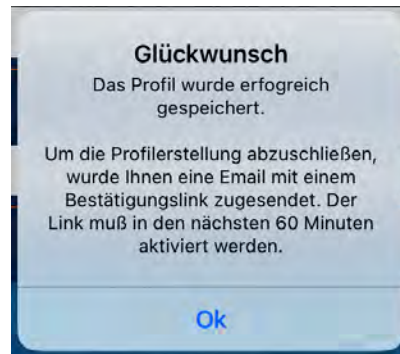 Glückwunsch
Das Profil wurde erfogreich
gespeichert.
Um die Profilerstellung abzuschließen,
wurde Ihnen eine Email mit einem
Bestätigungslink zugesendet. Der
Link muß in den nächsten 60 Minuten
aktiviert werden.
Ok